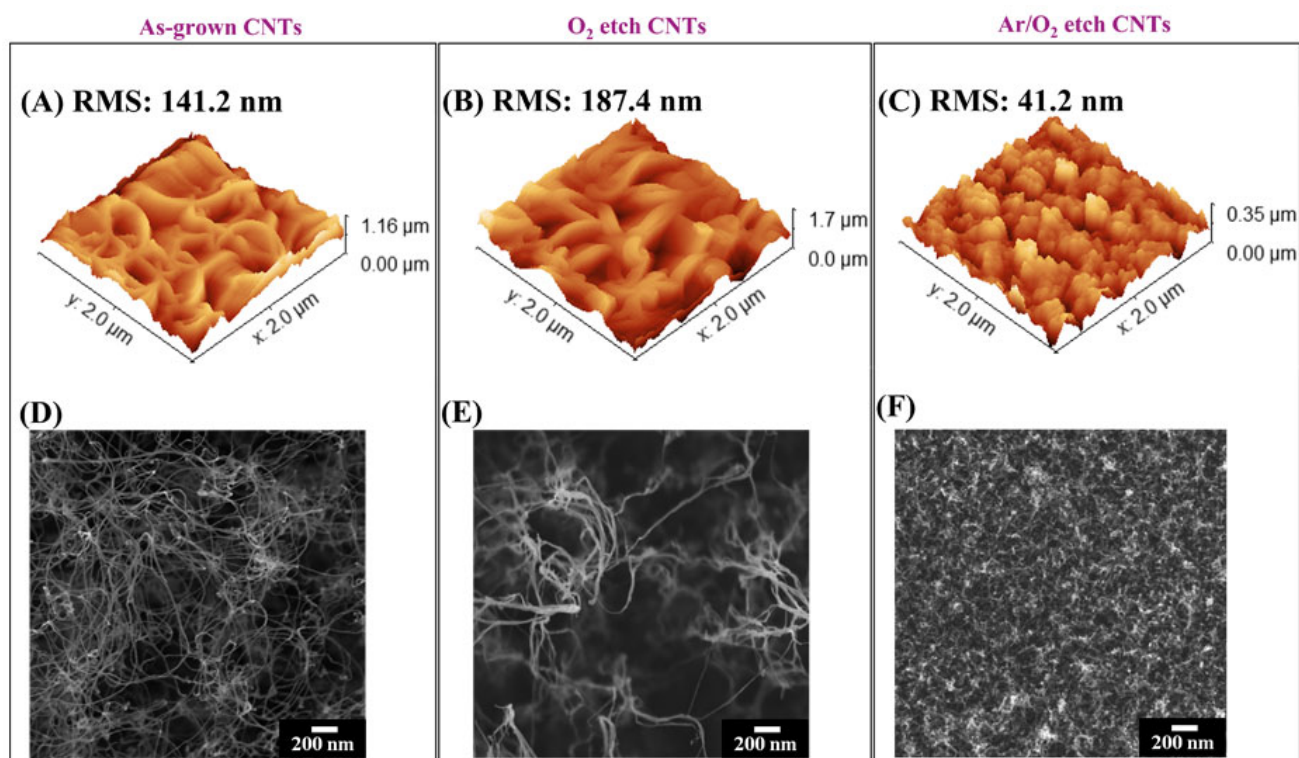 As-grown CNTs
O₂ etch CNTs
Ar/O₂ etch CNTs
(A) RMS: 141.2 nm
(B) RMS: 187.4 nm
(C) RMS: 41.2 nm
1.16 µm
0.00 µm
y: 2.0 µm
x: 2.0 µm
1.7 µm
0.0 µm
y: 2.0 µm
x: 2.0 µm
0.35 µm
0.00 µm
y: 2.0 µm
x: 2.0 µm
(D)
(E)
(F)
200 nm
200 nm
200 nm